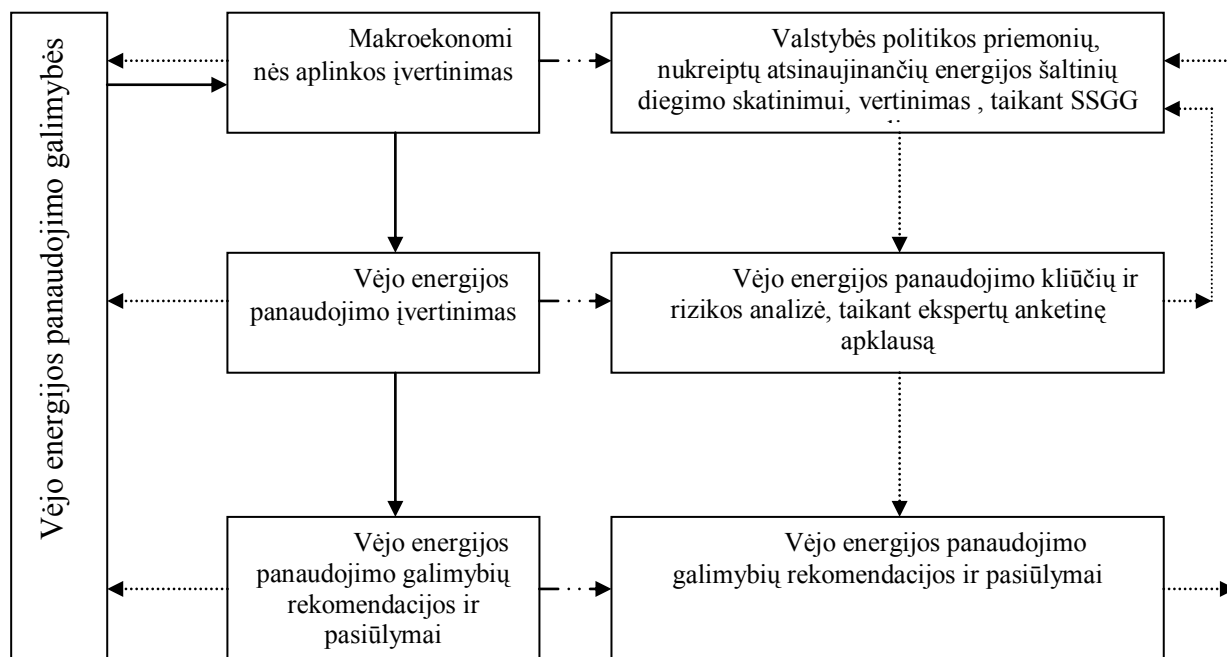 Vėjo energijos panaudojimo galimybės
Makroekonomi
nės aplinkos įvertinimas
Valstybės politikos priemonių,
nukreiptų atsinaujinančių energijos šaltinių
diegimo skatinimui, vertinimas , taikant SSGG
Vėjo energijos
panaudojimo įvertinimas
Vėjo energijos panaudojimo kliūčių ir
rizikos analizė, taikant ekspertų anketinę
apklausą
Vėjo energijos
panaudojimo galimybių
rekomendacijos ir
pasiūlymai
Vėjo energijos panaudojimo
galimybių rekomendacijos ir pasiūlymai